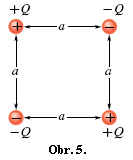 +Q -Q
+ a −
a a
− a +
-Q +Q
Obr. 5.